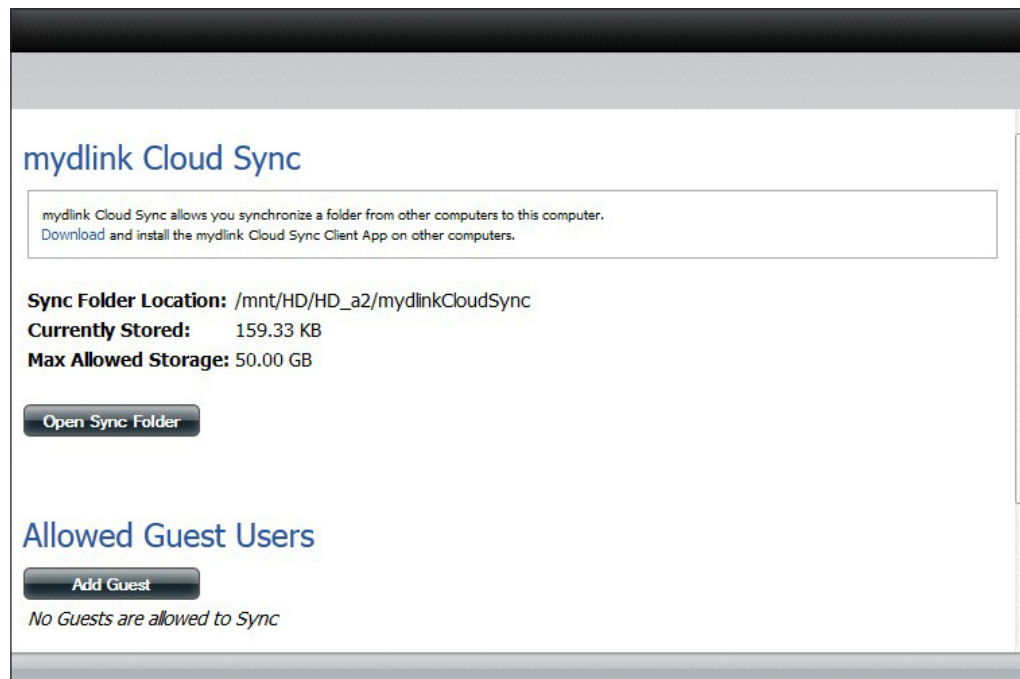 mydlink Cloud Sync
mydlink Cloud Sync allows you synchronize a folder from other computers to this computer.
Download and install the mydlink Cloud Sync Client App on other computers.
Sync Folder Location: /mnt/HD/HD_a2/mydlinkCloudSync
Currently Stored: 159.33 KB
Max Allowed Storage: 50.00 GB
Open Sync Folder
Allowed Guest Users
Add Guest
No Guests are allowed to Sync